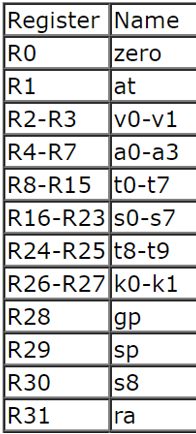 Register Name
R0 zero
R1 at
R2-R3 v0-v1
R4-R7 a0-a3
R8-R15 t0-t7
R16-R23 s0-s7
R24-R25 t8-t9
R26-R27 k0-k1
R28 gp
R29 sp
R30 s8
R31 ra